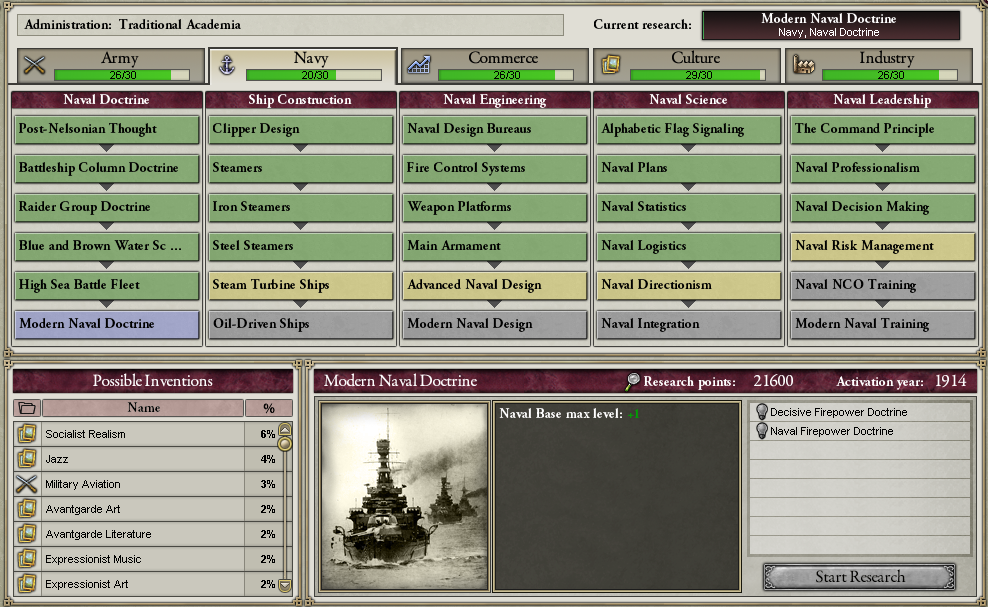 Administration: Traditional Academia
Current research:
Modern Naval Doctrine
Navy, Naval Doctrine
Army
26/30
Navy
20/30
Commerce
26/30
Culture
29/30
Industry
26/30
Naval Doctrine
Ship Construction
Naval Engineering
Naval Science
Naval Leadership
Post-Nelsonian Thought
Clipper Design
Naval Design Bureaus
Alphabetic Flag Signaling
The Command Principle
Battleship Column Doctrine
Steamers
Fire Control Systems
Naval Plans
Naval Professionalism
Raider Group Doctrine
Iron Steamers
Weapon Platforms
Naval Statistics
Naval Decision Making
Blue and Brown Water Sc ...
Steel Steamers
Main Armament
Naval Logistics
Naval Risk Management
High Sea Battle Fleet
Steam Turbine Ships
Advanced Naval Design
Naval Directionism
Naval NCO Training
Modern Naval Doctrine
Oil-Driven Ships
Modern Naval Design
Naval Integration
Modern Naval Training
Possible Inventions
Name
%
Socialist Realism 6%
Jazz 4%
Military Aviation 3%
Avantgarde Art 2%
Avantgarde Literature 2%
Expressionist Music 2%
Expressionist Art 2%
Modern Naval Doctrine
Research points: 21600
Activation year: 1914
Naval Base max level: +1
Decisive Firepower Doctrine
Naval Firepower Doctrine
Start Research